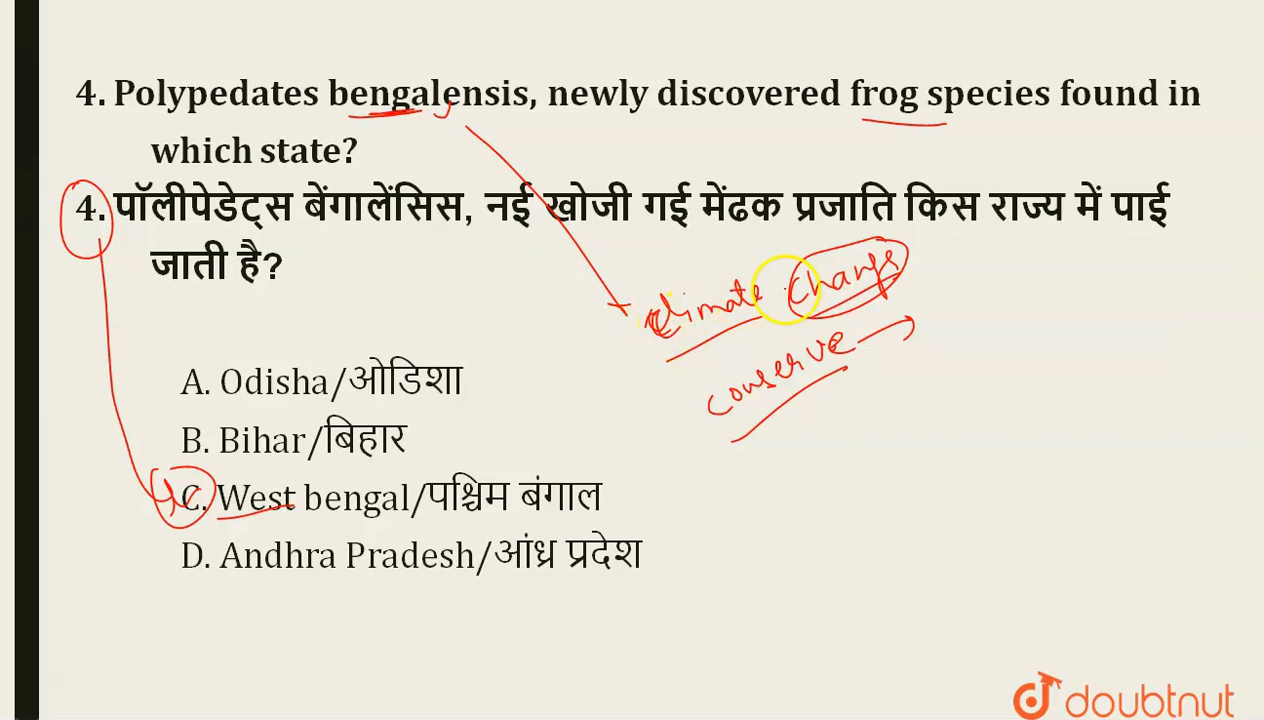 4. Polypedates bengalensis, newly discovered frog species found in
which state?
4. पॉलीपेडेट्स बेंगालेंसिस, नई खोजी गई मेंढक प्रजाति किस राज्य में पाई
जाती है?
climate change
conserve
A. Odisha/ओडिशा
B. Bihar/बिहार
C. West bengal/पश्चिम बंगाल
D. Andhra Pradesh/आंध्र प्रदेश
doubtnut